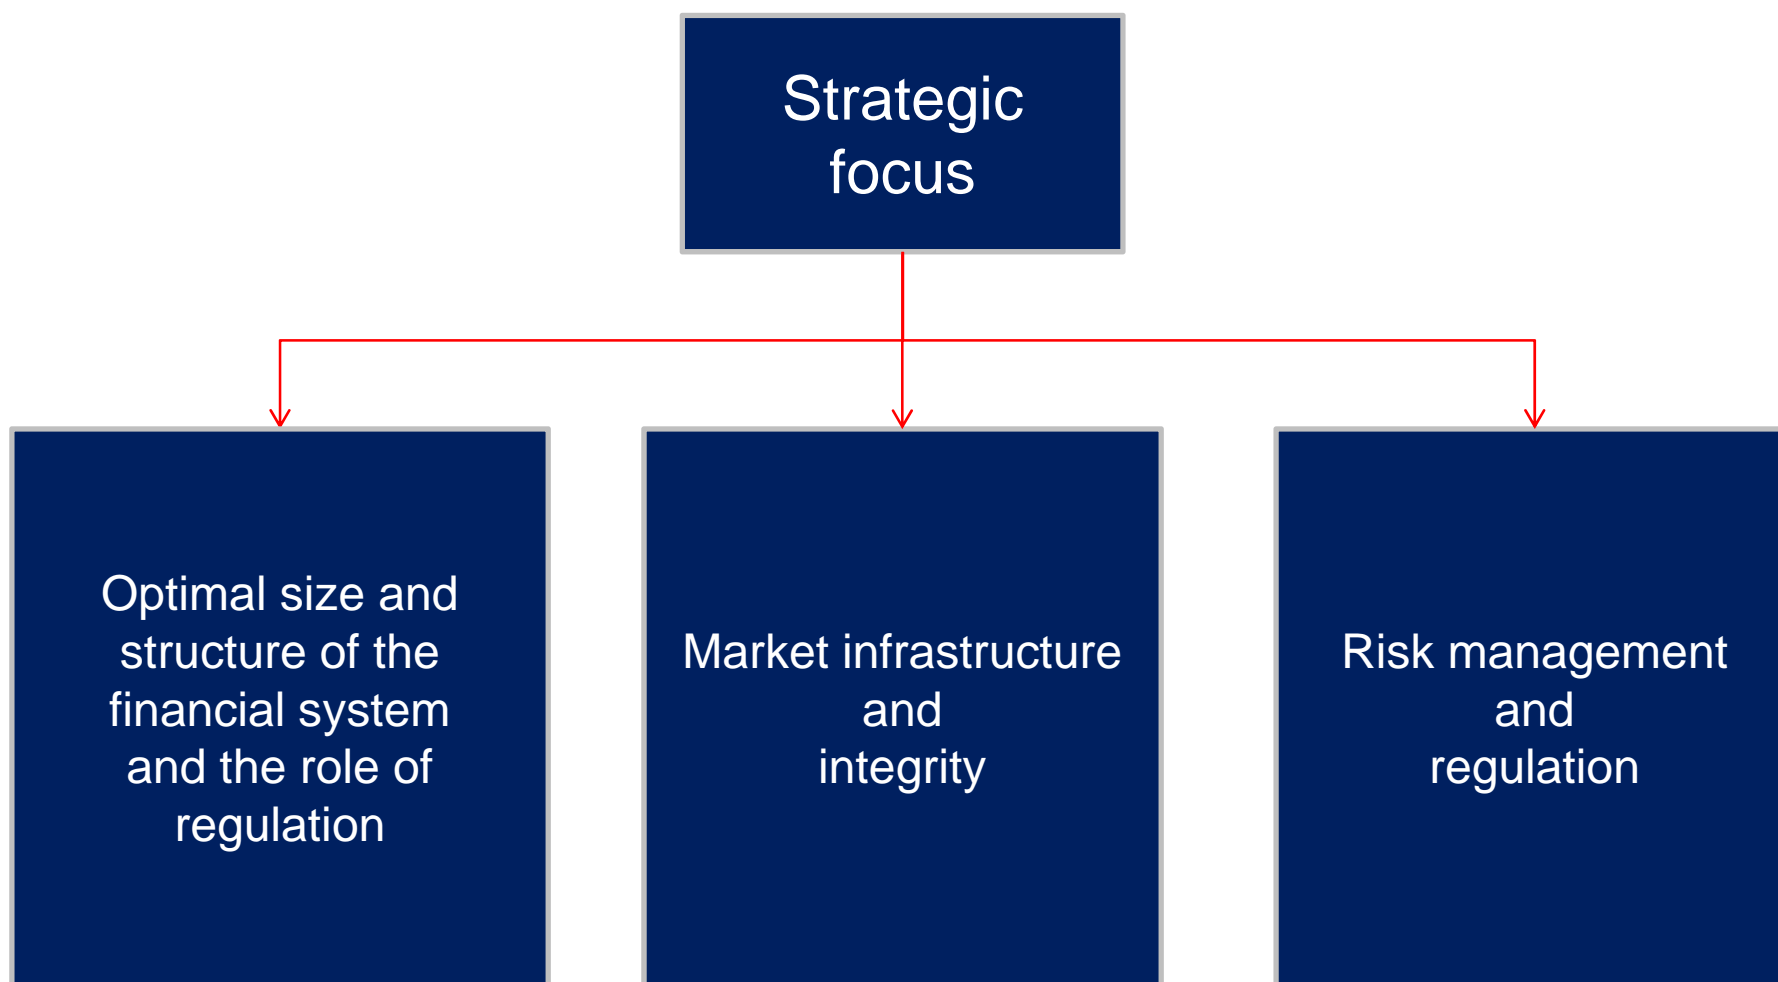 Strategic
focus
Optimal size and
structure of the
financial system
and the role of
regulation
Market infrastructure
and
integrity
Risk management
and
regulation